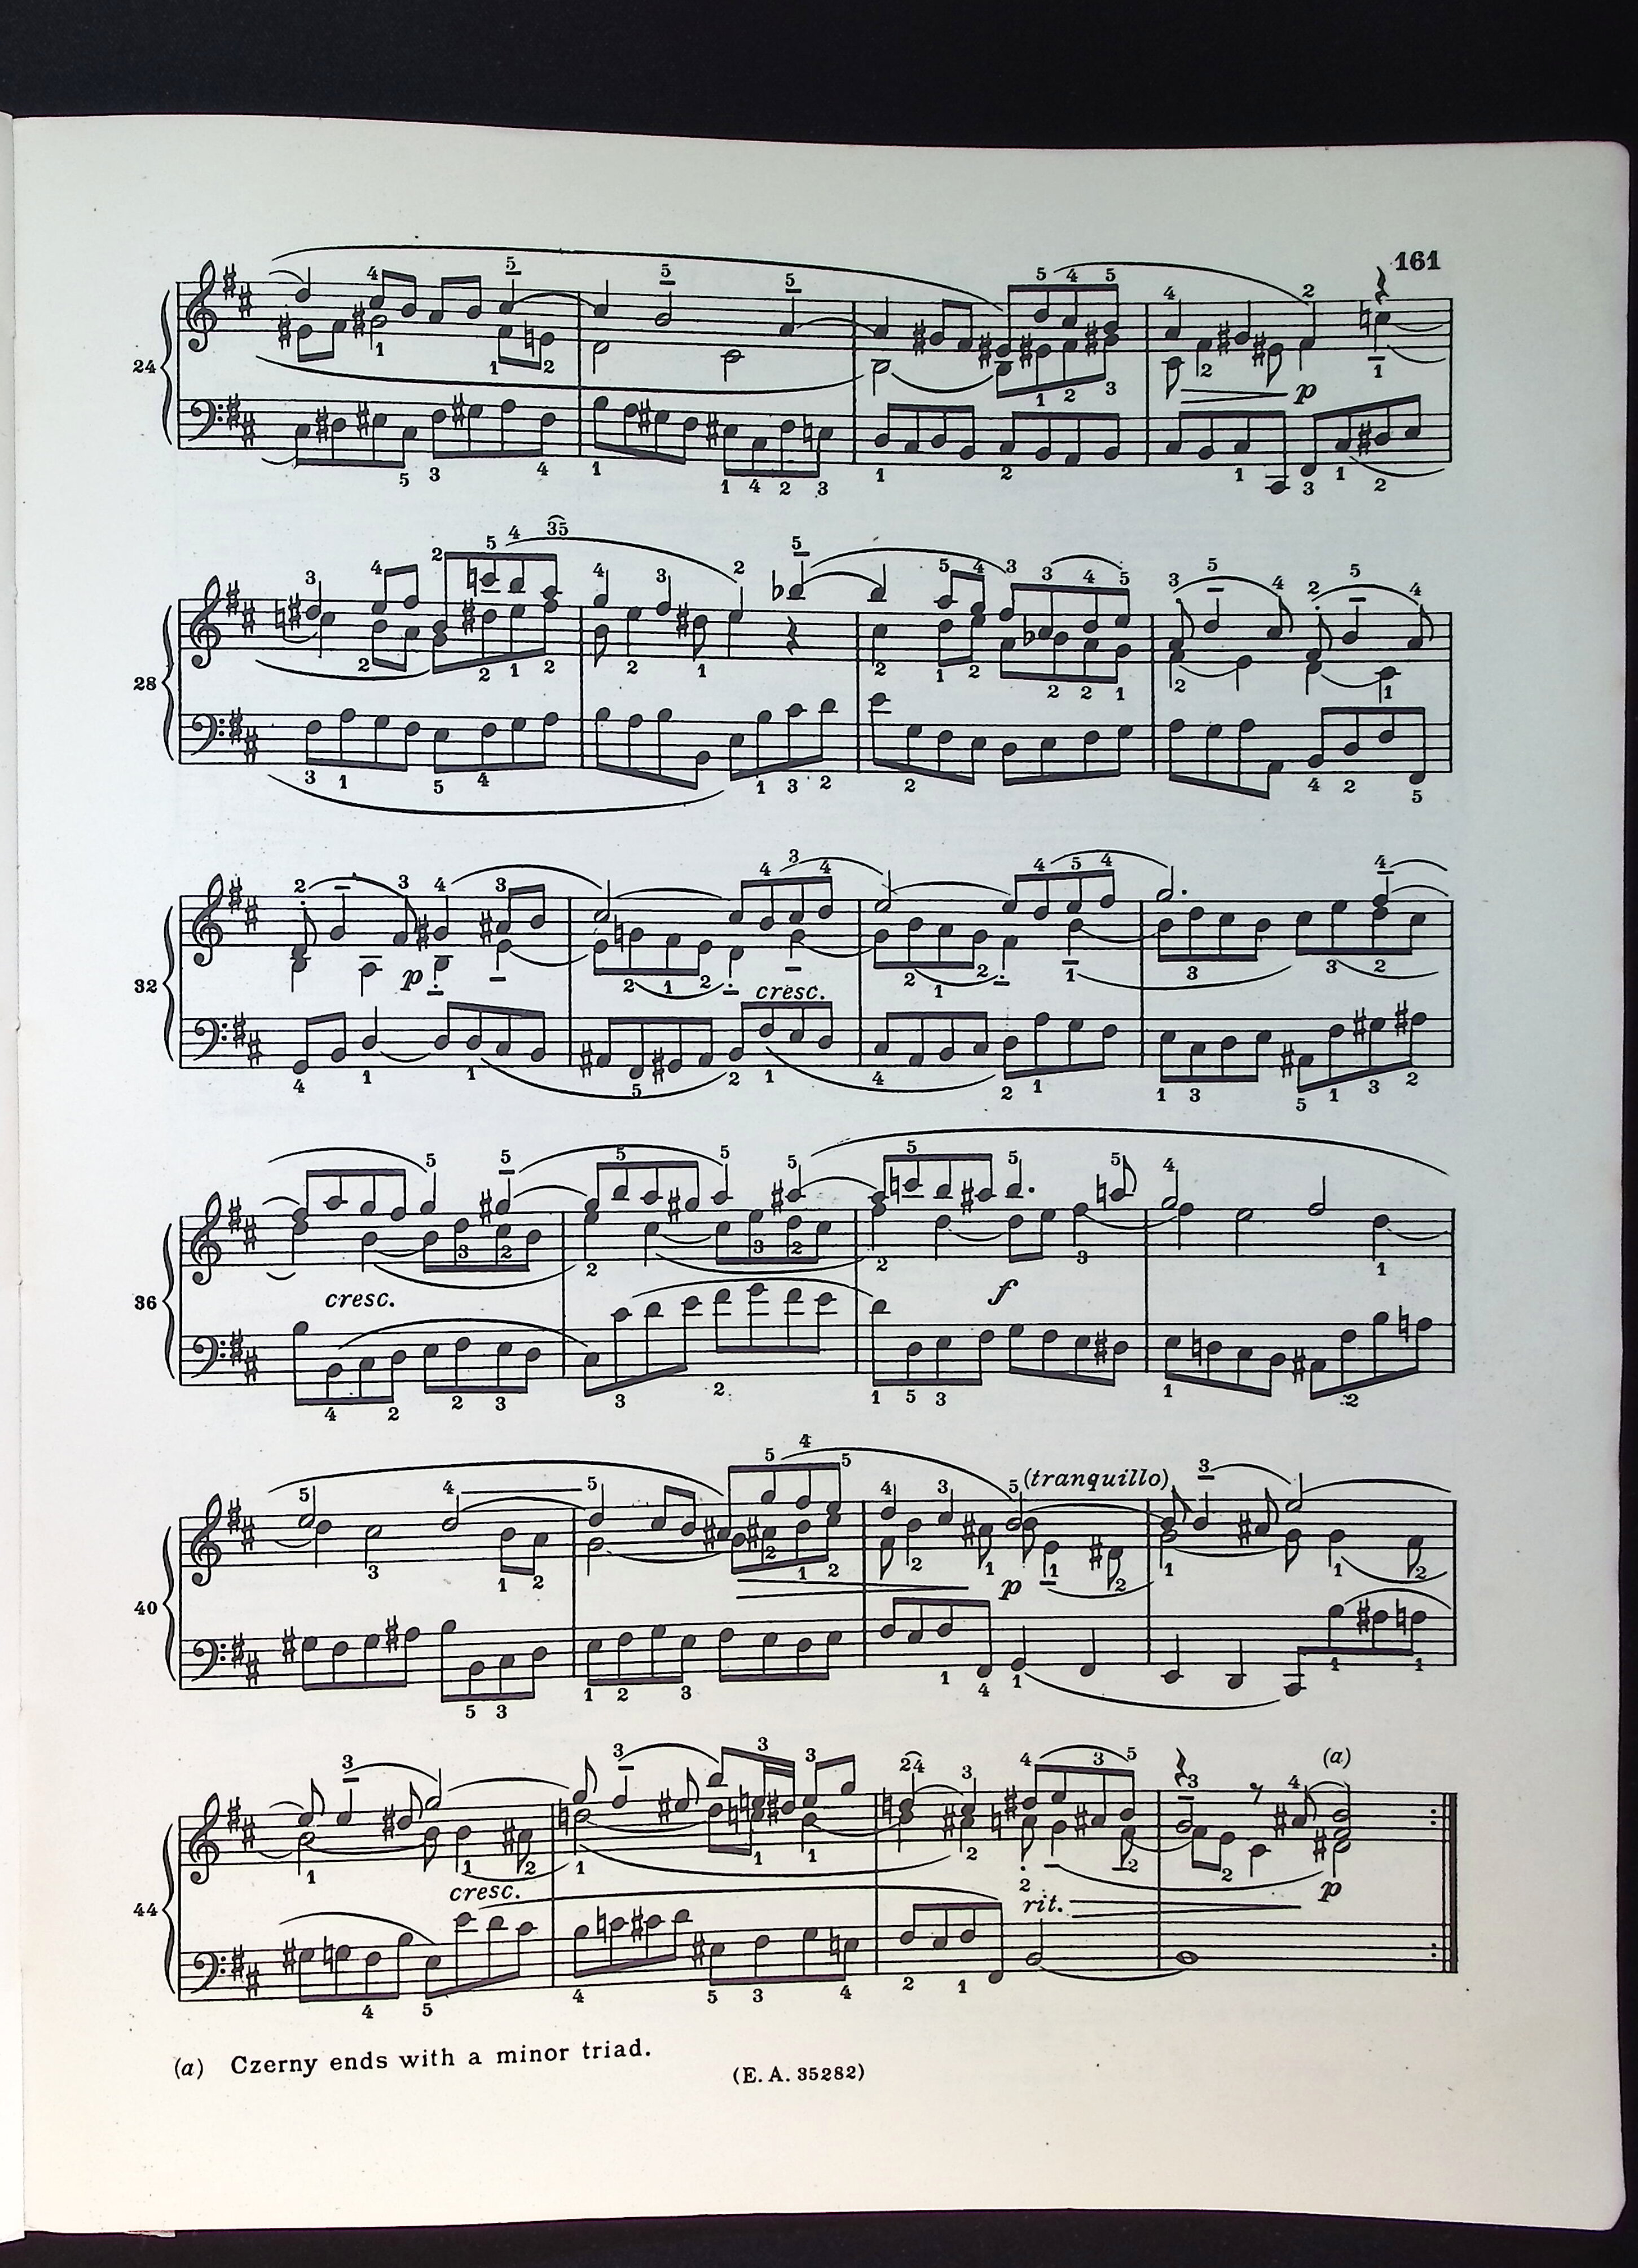 161
24
p
28
32
p
cresc.
cresc.
36
f
(tranquillo)
40
p
cresc.
44
rit.
(a)
p
(a) Czerny ends with a minor triad.
(E. A. 35282)